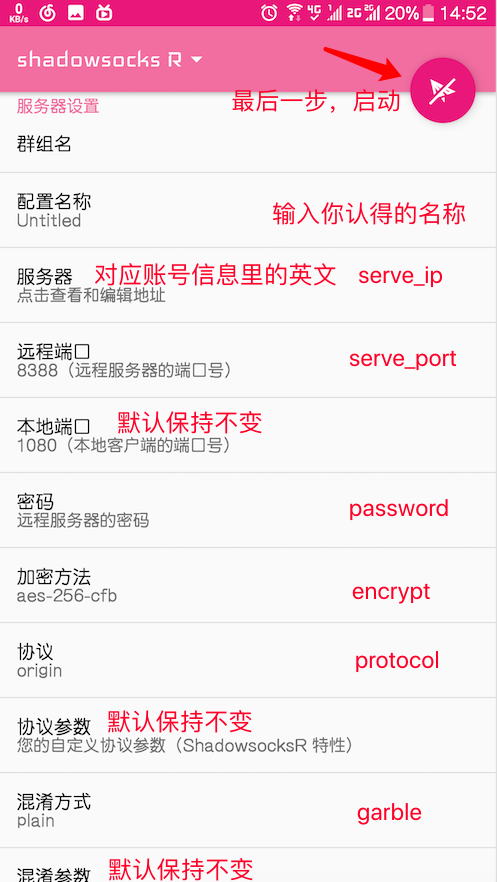 0 KB/s 4G 1 2G 2G 20% 14:52
shadowsocks R
最后一步，启动
服务器设置
群组名
配置名称
Untitled
输入你认得的名称
服务器 对应账号信息里的英文 serve_ip
点击查看和编辑地址
远程端口
8388（远程服务器的端口号）
serve_port
本地端口 默认保持不变
1080（本地客户端的端口号）
密码
远程服务器的密码
password
加密方法
aes-256-cfb
encrypt
协议
origin
protocol
协议参数 默认保持不变
您的自定义协议参数（ShadowsocksR 特性）
混淆方式
plain
garble
混淆参数 默认保持不变